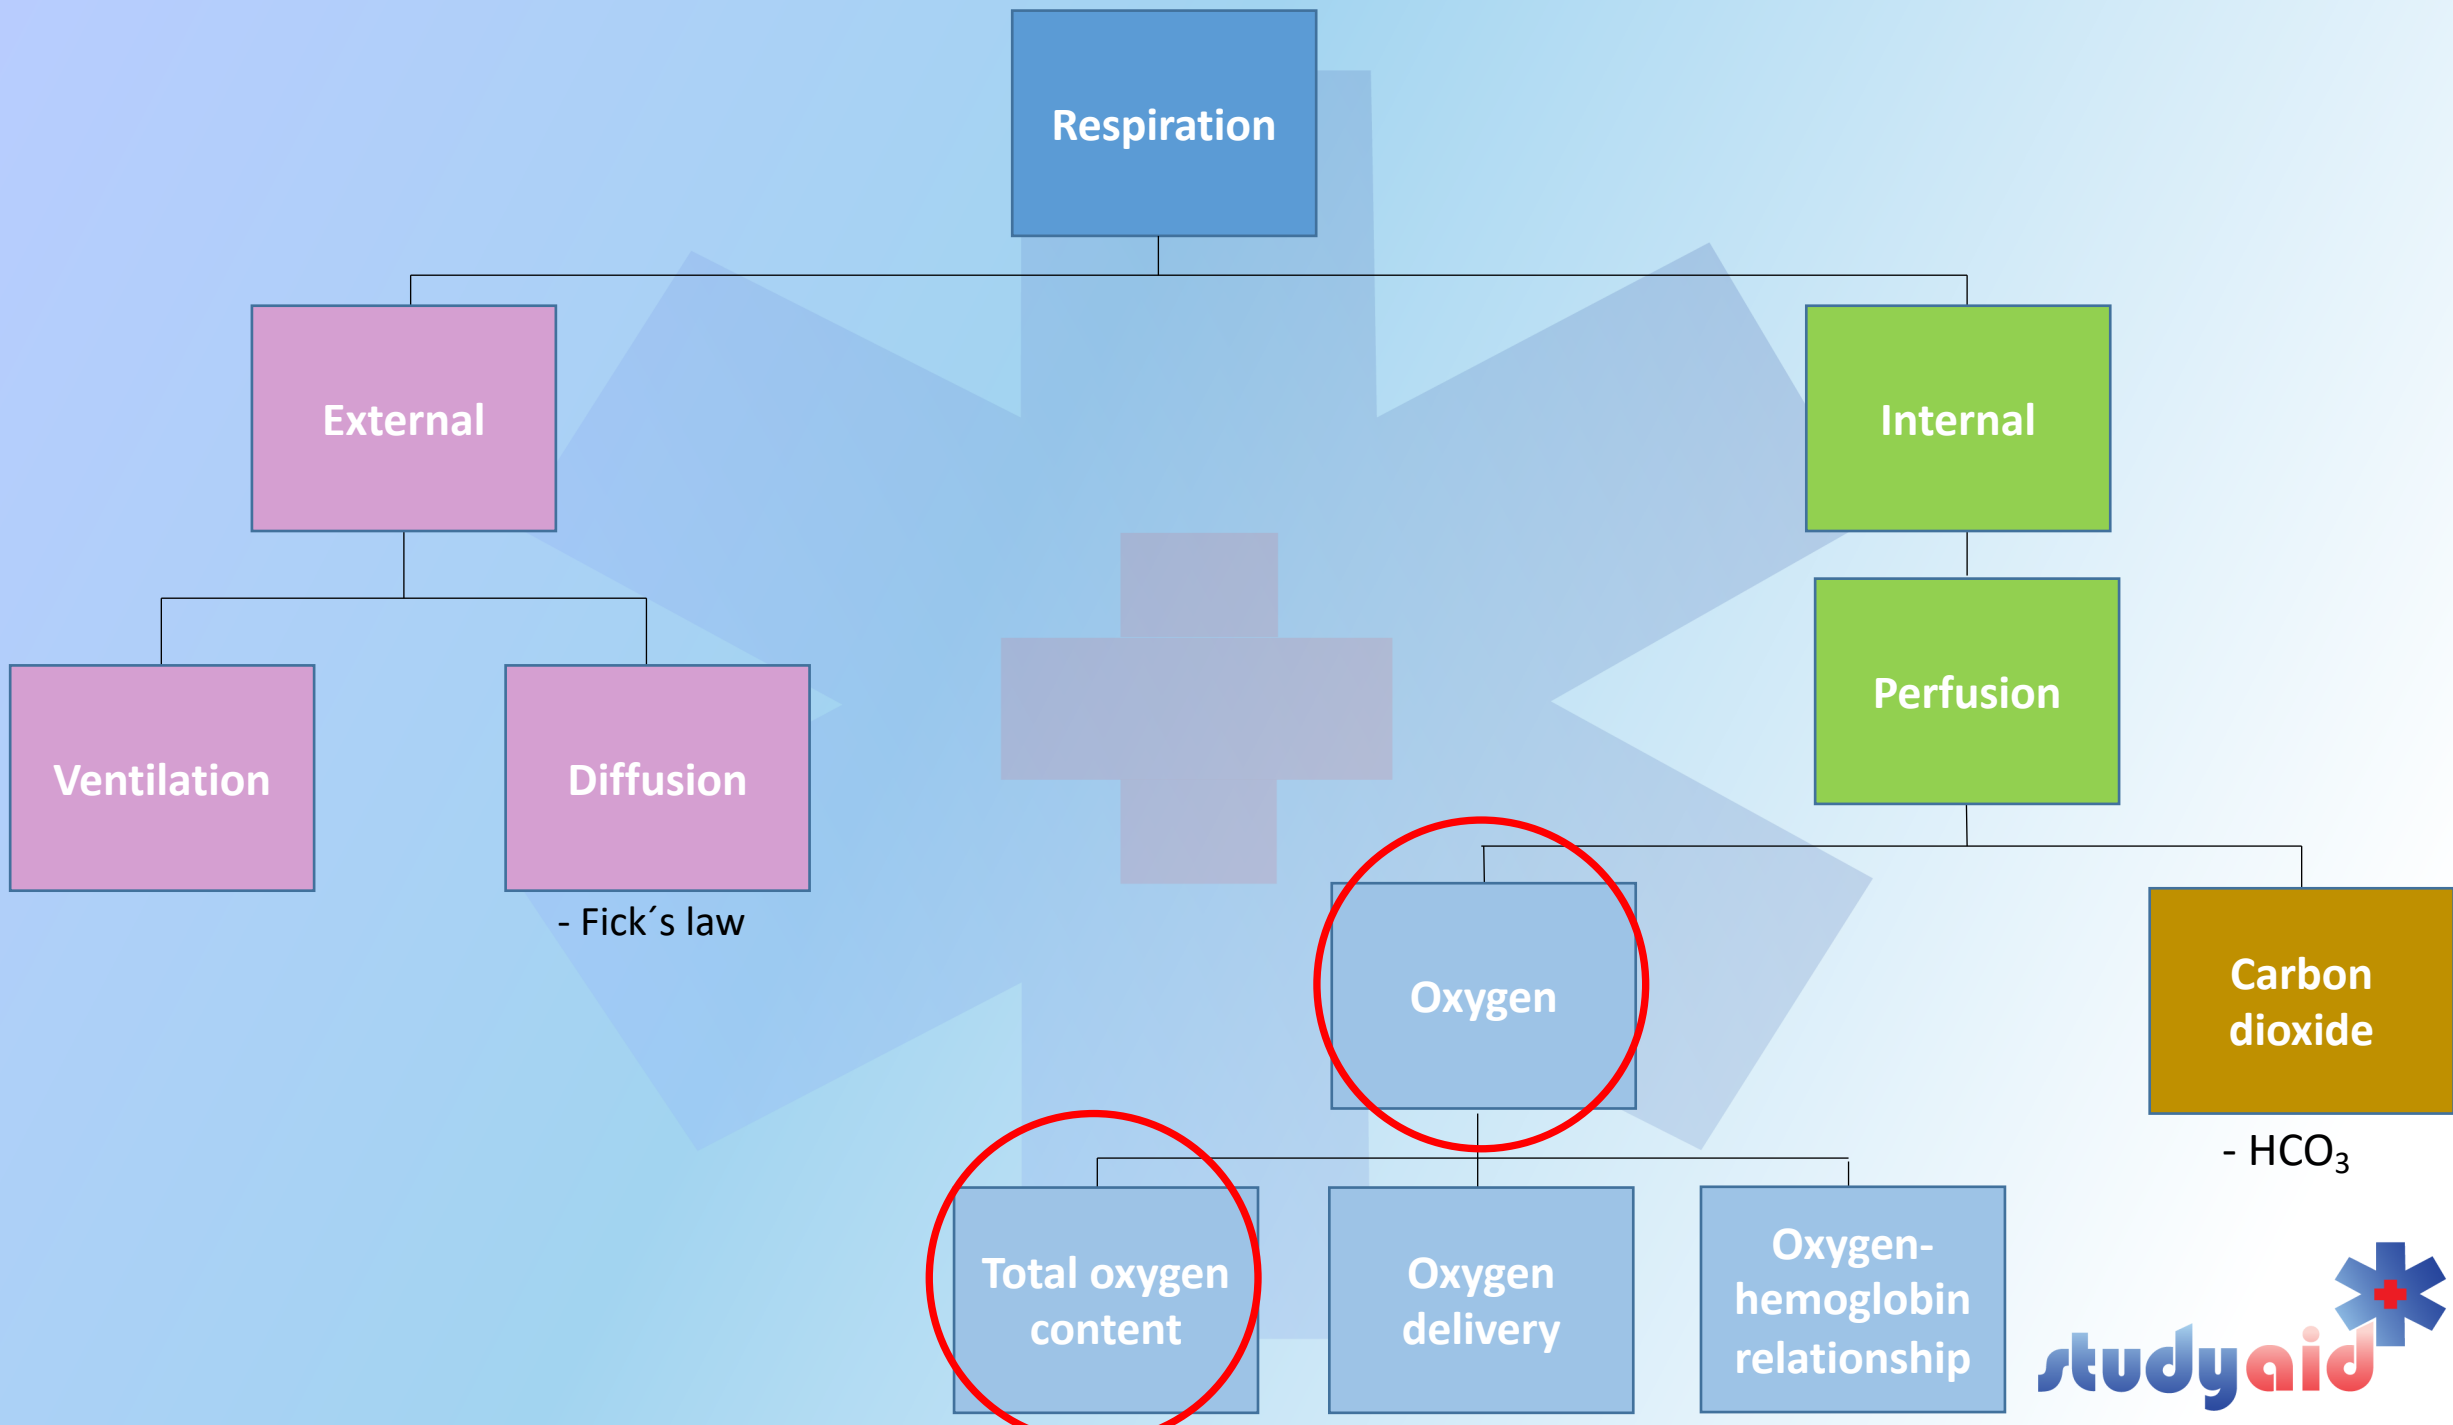 Respiration
External
Internal
Ventilation
Diffusion
- Fick´s law
Perfusion
Oxygen
Carbon
dioxide
- HCO₃
Total oxygen
content
Oxygen
delivery
Oxygen-
hemoglobin
relationship
studyaid